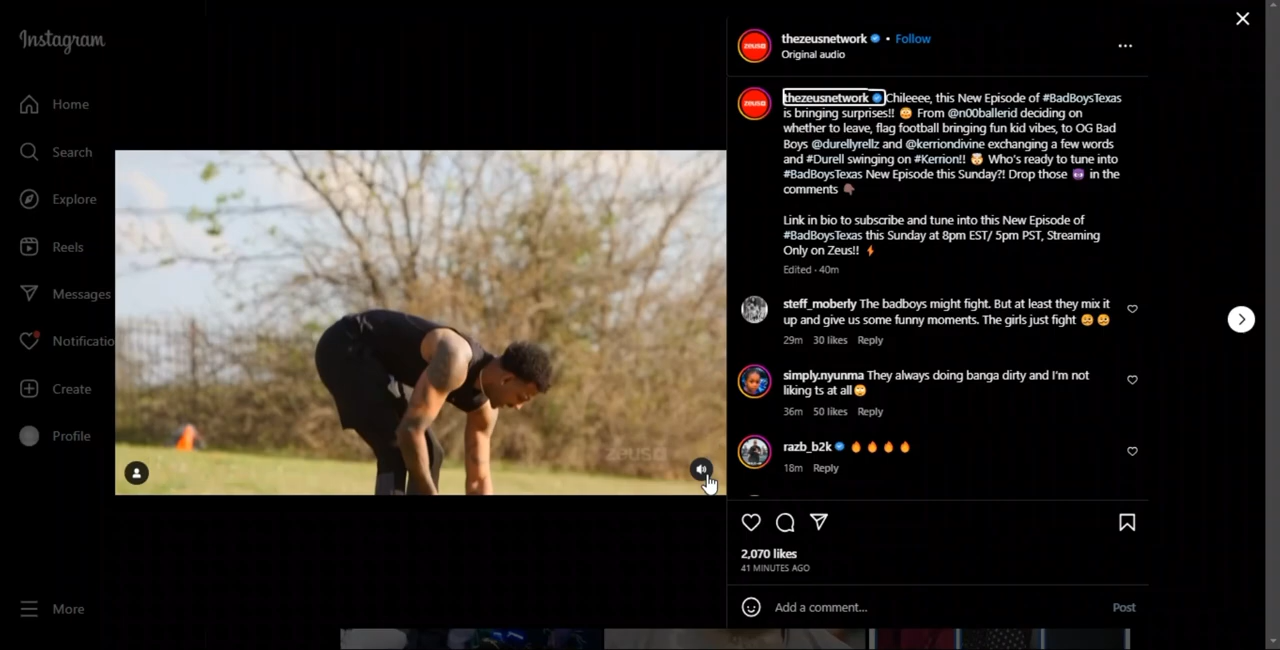 Instagram
Home
Search
Explore
Reels
Messages
Notificatio
Create
Profile
More
zeus
zeus
thezeusnetwork • Follow
Original audio
zeus
thezeusnetwork Chileeee, this New Episode of #BadBoysTexas
is bringing surprises!! 😳 From @n00ballerid deciding on
whether to leave, flag football bringing fun kid vibes, to OG Bad
Boys @durellyrellz and @kerriondivine exchanging a few words
and #Durell swinging on #Kerrion!! 🤯 Who's ready to tune into
#BadBoysTexas New Episode this Sunday?! Drop those 😈 in the
comments 👇🏾
Link in bio to subscribe and tune into this New Episode of
#BadBoysTexas this Sunday at 8pm EST/ 5pm PST, Streaming
Only on Zeus!! ⚡
Edited · 40m
steff_moberly The badboys might fight. But at least they mix it
up and give us some funny moments. The girls just fight 😕 😕
29m 30 likes Reply
simply.nyunma They always doing banga dirty and I'm not
liking ts at all🙄
36m 50 likes Reply
razb_b2k 🔥 🔥 🔥 🔥
18m Reply
2,070 likes
41 MINUTES AGO
Add a comment...
Post